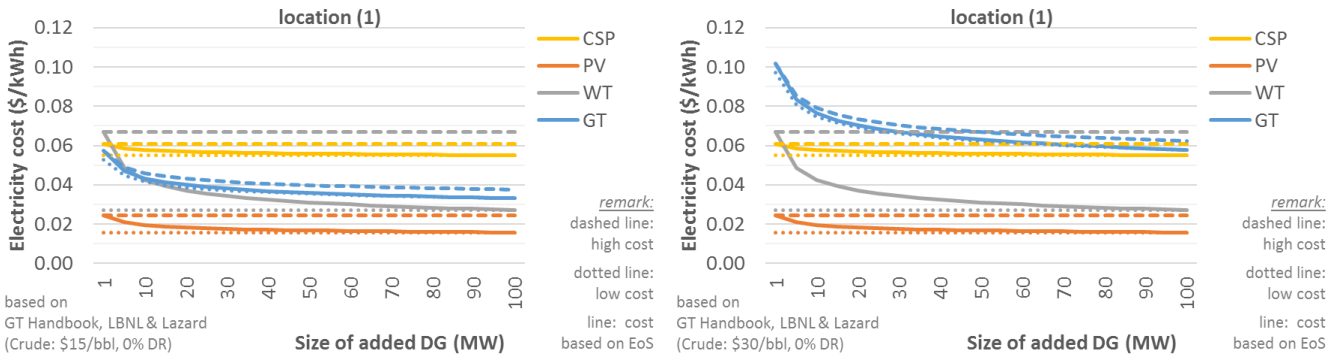 location (1)
Electricity cost ($/kWh)
0.12
0.10
0.08
0.06
0.04
0.02
0.00
1
10
20
30
40
50
60
70
80
90
100
CSP
PV
WT
GT
remark:
dashed line:
high cost
dotted line:
low cost
line: cost
based on EoS
based on
GT Handbook, LBNL & Lazard
(Crude: $15/bbl, 0% DR)
Size of added DG (MW)
location (1)
Electricity cost ($/kWh)
0.12
0.10
0.08
0.06
0.04
0.02
0.00
1
10
20
30
40
50
60
70
80
90
100
CSP
PV
WT
GT
remark:
dashed line:
high cost
dotted line:
low cost
line: cost
based on EoS
based on
GT Handbook, LBNL & Lazard
(Crude: $30/bbl, 0% DR)
Size of added DG (MW)